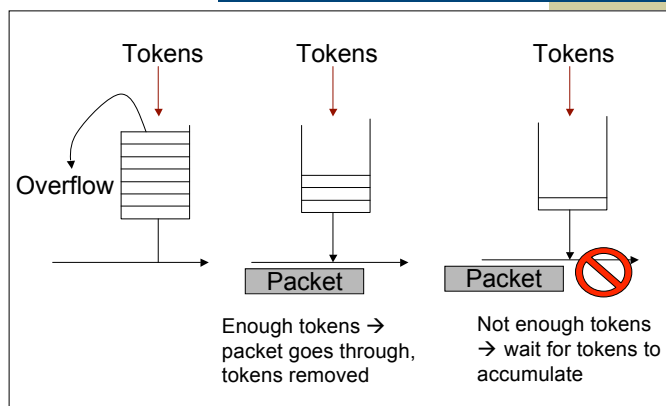 Tokens
Tokens
Tokens
Overflow
Packet
Packet
Enough tokens →
packet goes through,
tokens removed
Not enough tokens
→ wait for tokens to
accumulate